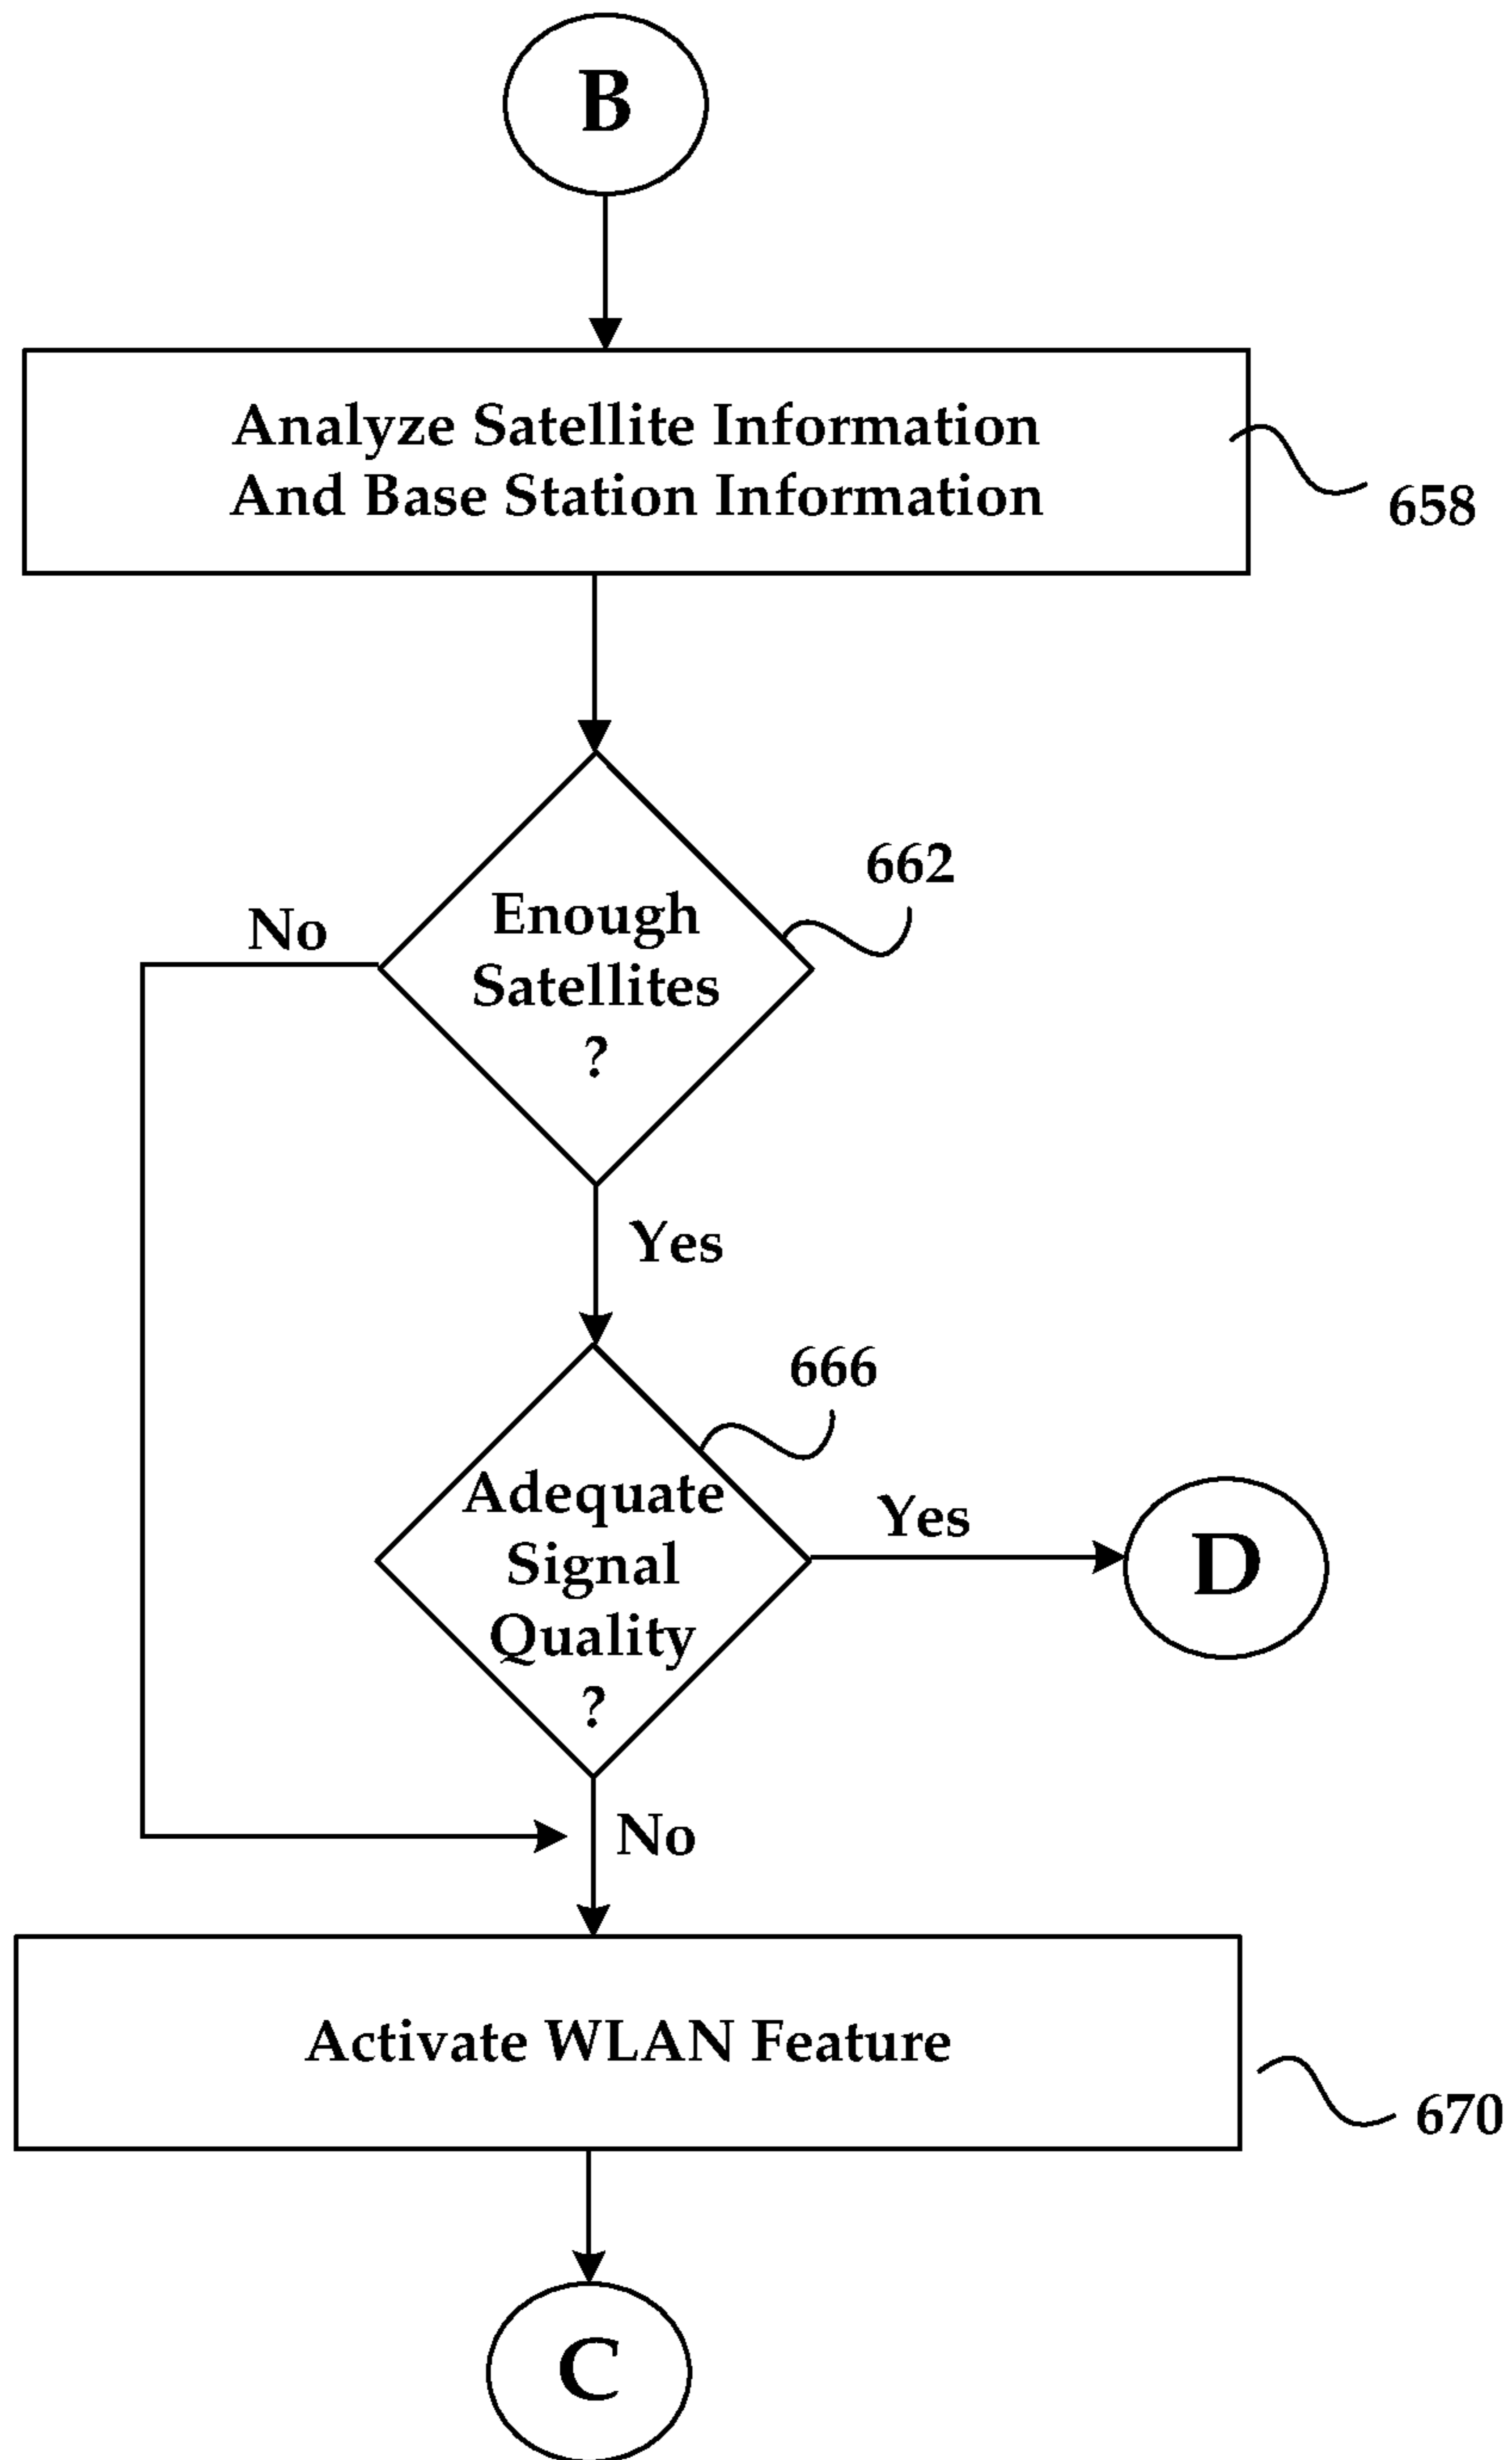 B
Analyze Satellite Information
And Base Station Information
658
662
No
Enough
Satellites
?
Yes
666
Adequate
Signal
Quality
?
Yes
D
No
Activate WLAN Feature
670
C